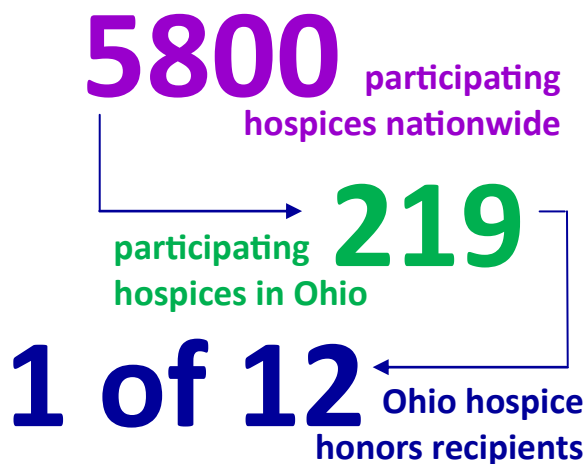 5800 participating
hospices nationwide
participating 219
hospices in Ohio
1 of 12 Ohio hospice
honors recipients